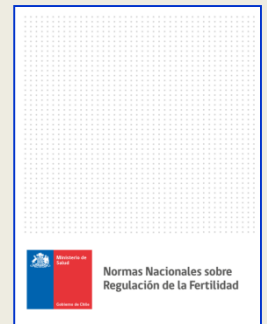 Ministerio de
Salud
Gobierno de Chile
Normas Nacionales sobre
Regulación de la Fertilidad